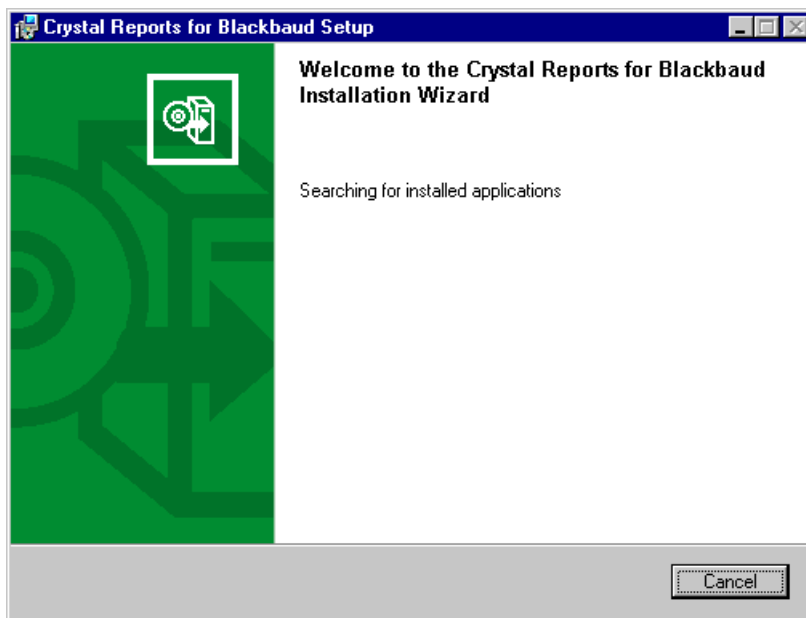 Crystal Reports for Blackbaud Setup
Welcome to the Crystal Reports for Blackbaud
Installation Wizard
Searching for installed applications
Cancel